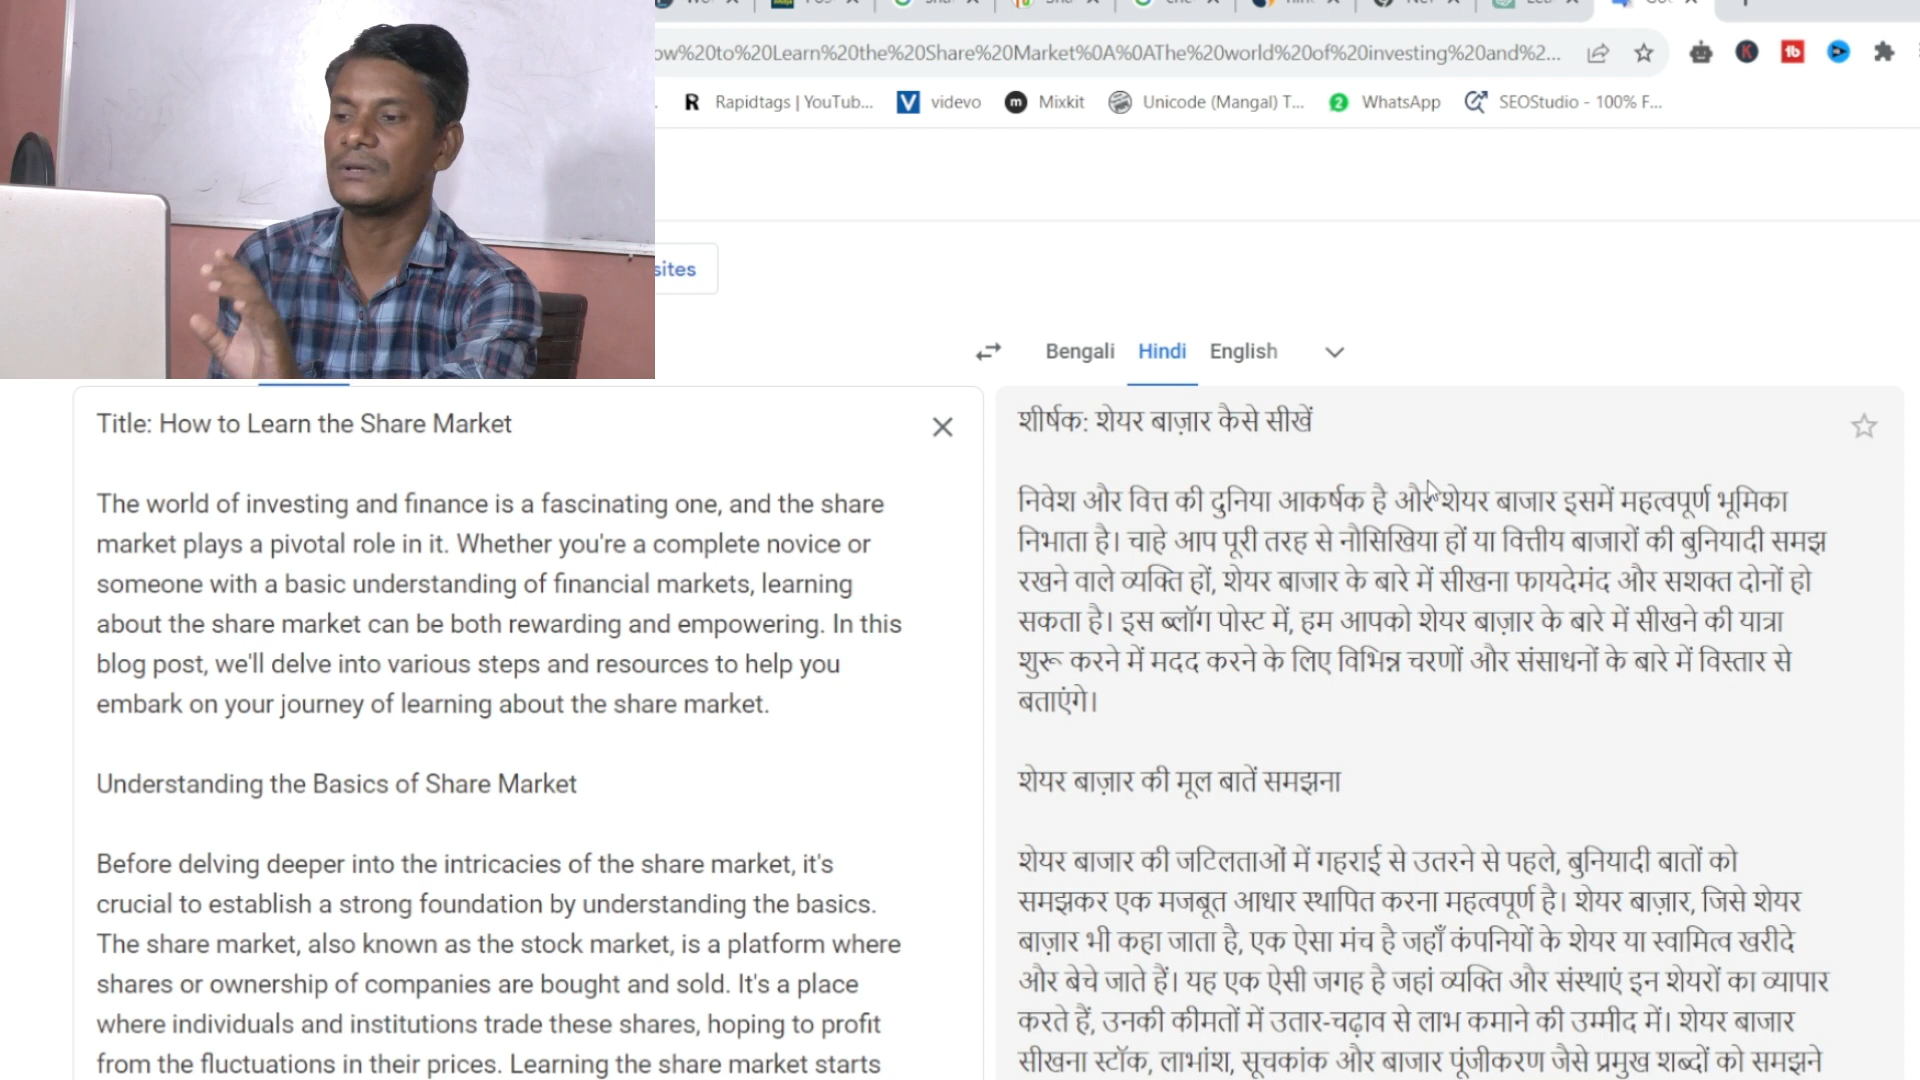 ow%20to%20Learn%20the%20Share%20Market%0A%0AThe%20world%20of%20investing%20and%2...
Rapidtags | YouTub...
videvo
Mixkit
Unicode (Mangal) T...
WhatsApp
SEOStudio - 100% F...
sites
Bengali Hindi English
Title: How to Learn the Share Market
The world of investing and finance is a fascinating one, and the share
market plays a pivotal role in it. Whether you're a complete novice or
someone with a basic understanding of financial markets, learning
about the share market can be both rewarding and empowering. In this
blog post, we'll delve into various steps and resources to help you
embark on your journey of learning about the share market.
Understanding the Basics of Share Market
Before delving deeper into the intricacies of the share market, it's
crucial to establish a strong foundation by understanding the basics.
The share market, also known as the stock market, is a platform where
shares or ownership of companies are bought and sold. It's a place
where individuals and institutions trade these shares, hoping to profit
from the fluctuations in their prices. Learning the share market starts
शीर्षक: शेयर बाज़ार कैसे सीखें
निवेश और वित्त की दुनिया आकर्षक है और शेयर बाजार इसमें महत्वपूर्ण भूमिका
निभाता है। चाहे आप पूरी तरह से नौसिखिया हों या वित्तीय बाजारों की बुनियादी समझ
रखने वाले व्यक्ति हों, शेयर बाजार के बारे में सीखना फायदेमंद और सशक्त दोनों हो
सकता है। इस ब्लॉग पोस्ट में, हम आपको शेयर बाज़ार के बारे में सीखने की यात्रा
शुरू करने में मदद करने के लिए विभिन्न चरणों और संसाधनों के बारे में विस्तार से
बताएंगे।
शेयर बाज़ार की मूल बातें समझना
शेयर बाजार की जटिलताओं में गहराई से उतरने से पहले, बुनियादी बातों को
समझकर एक मजबूत आधार स्थापित करना महत्वपूर्ण है। शेयर बाज़ार, जिसे शेयर
बाज़ार भी कहा जाता है, एक ऐसा मंच है जहाँ कंपनियों के शेयर या स्वामित्व खरीदे
और बेचे जाते हैं। यह एक ऐसी जगह है जहां व्यक्ति और संस्थाएं इन शेयरों का व्यापार
करते हैं, उनकी कीमतों में उतार-चढ़ाव से लाभ कमाने की उम्मीद में। शेयर बाजार
सीखना स्टॉक, लाभांश, सूचकांक और बाजार पूंजीकरण जैसे प्रमुख शब्दों को समझने